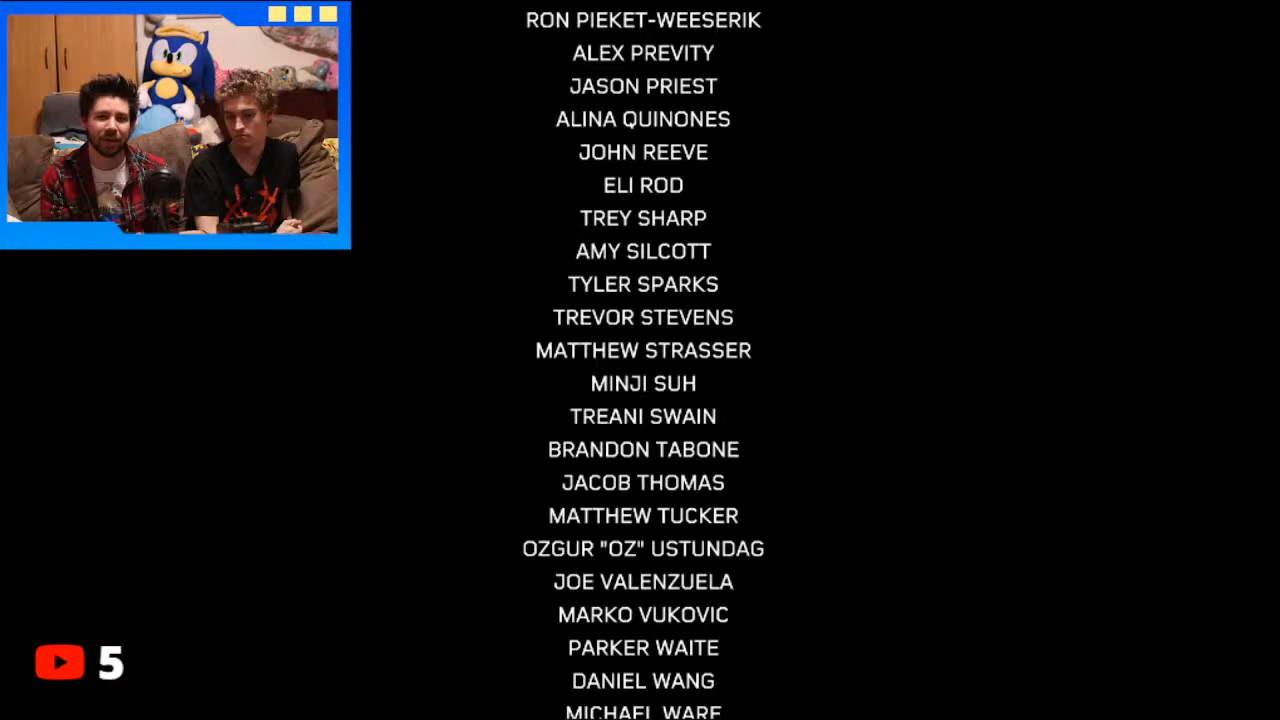 RON PIEKET-WEESERIK
ALEX PREVITY
JASON PRIEST
ALINA QUINONES
JOHN REEVE
ELI ROD
TREY SHARP
AMY SILCOTT
TYLER SPARKS
TREVOR STEVENS
MATTHEW STRASSER
MINJI SUH
TREANI SWAIN
BRANDON TABONE
JACOB THOMAS
MATTHEW TUCKER
OZGUR "OZ" USTUNDAG
JOE VALENZUELA
MARKO VUKOVIC
PARKER WAITE
DANIEL WANG
MICHAEL WARE
5